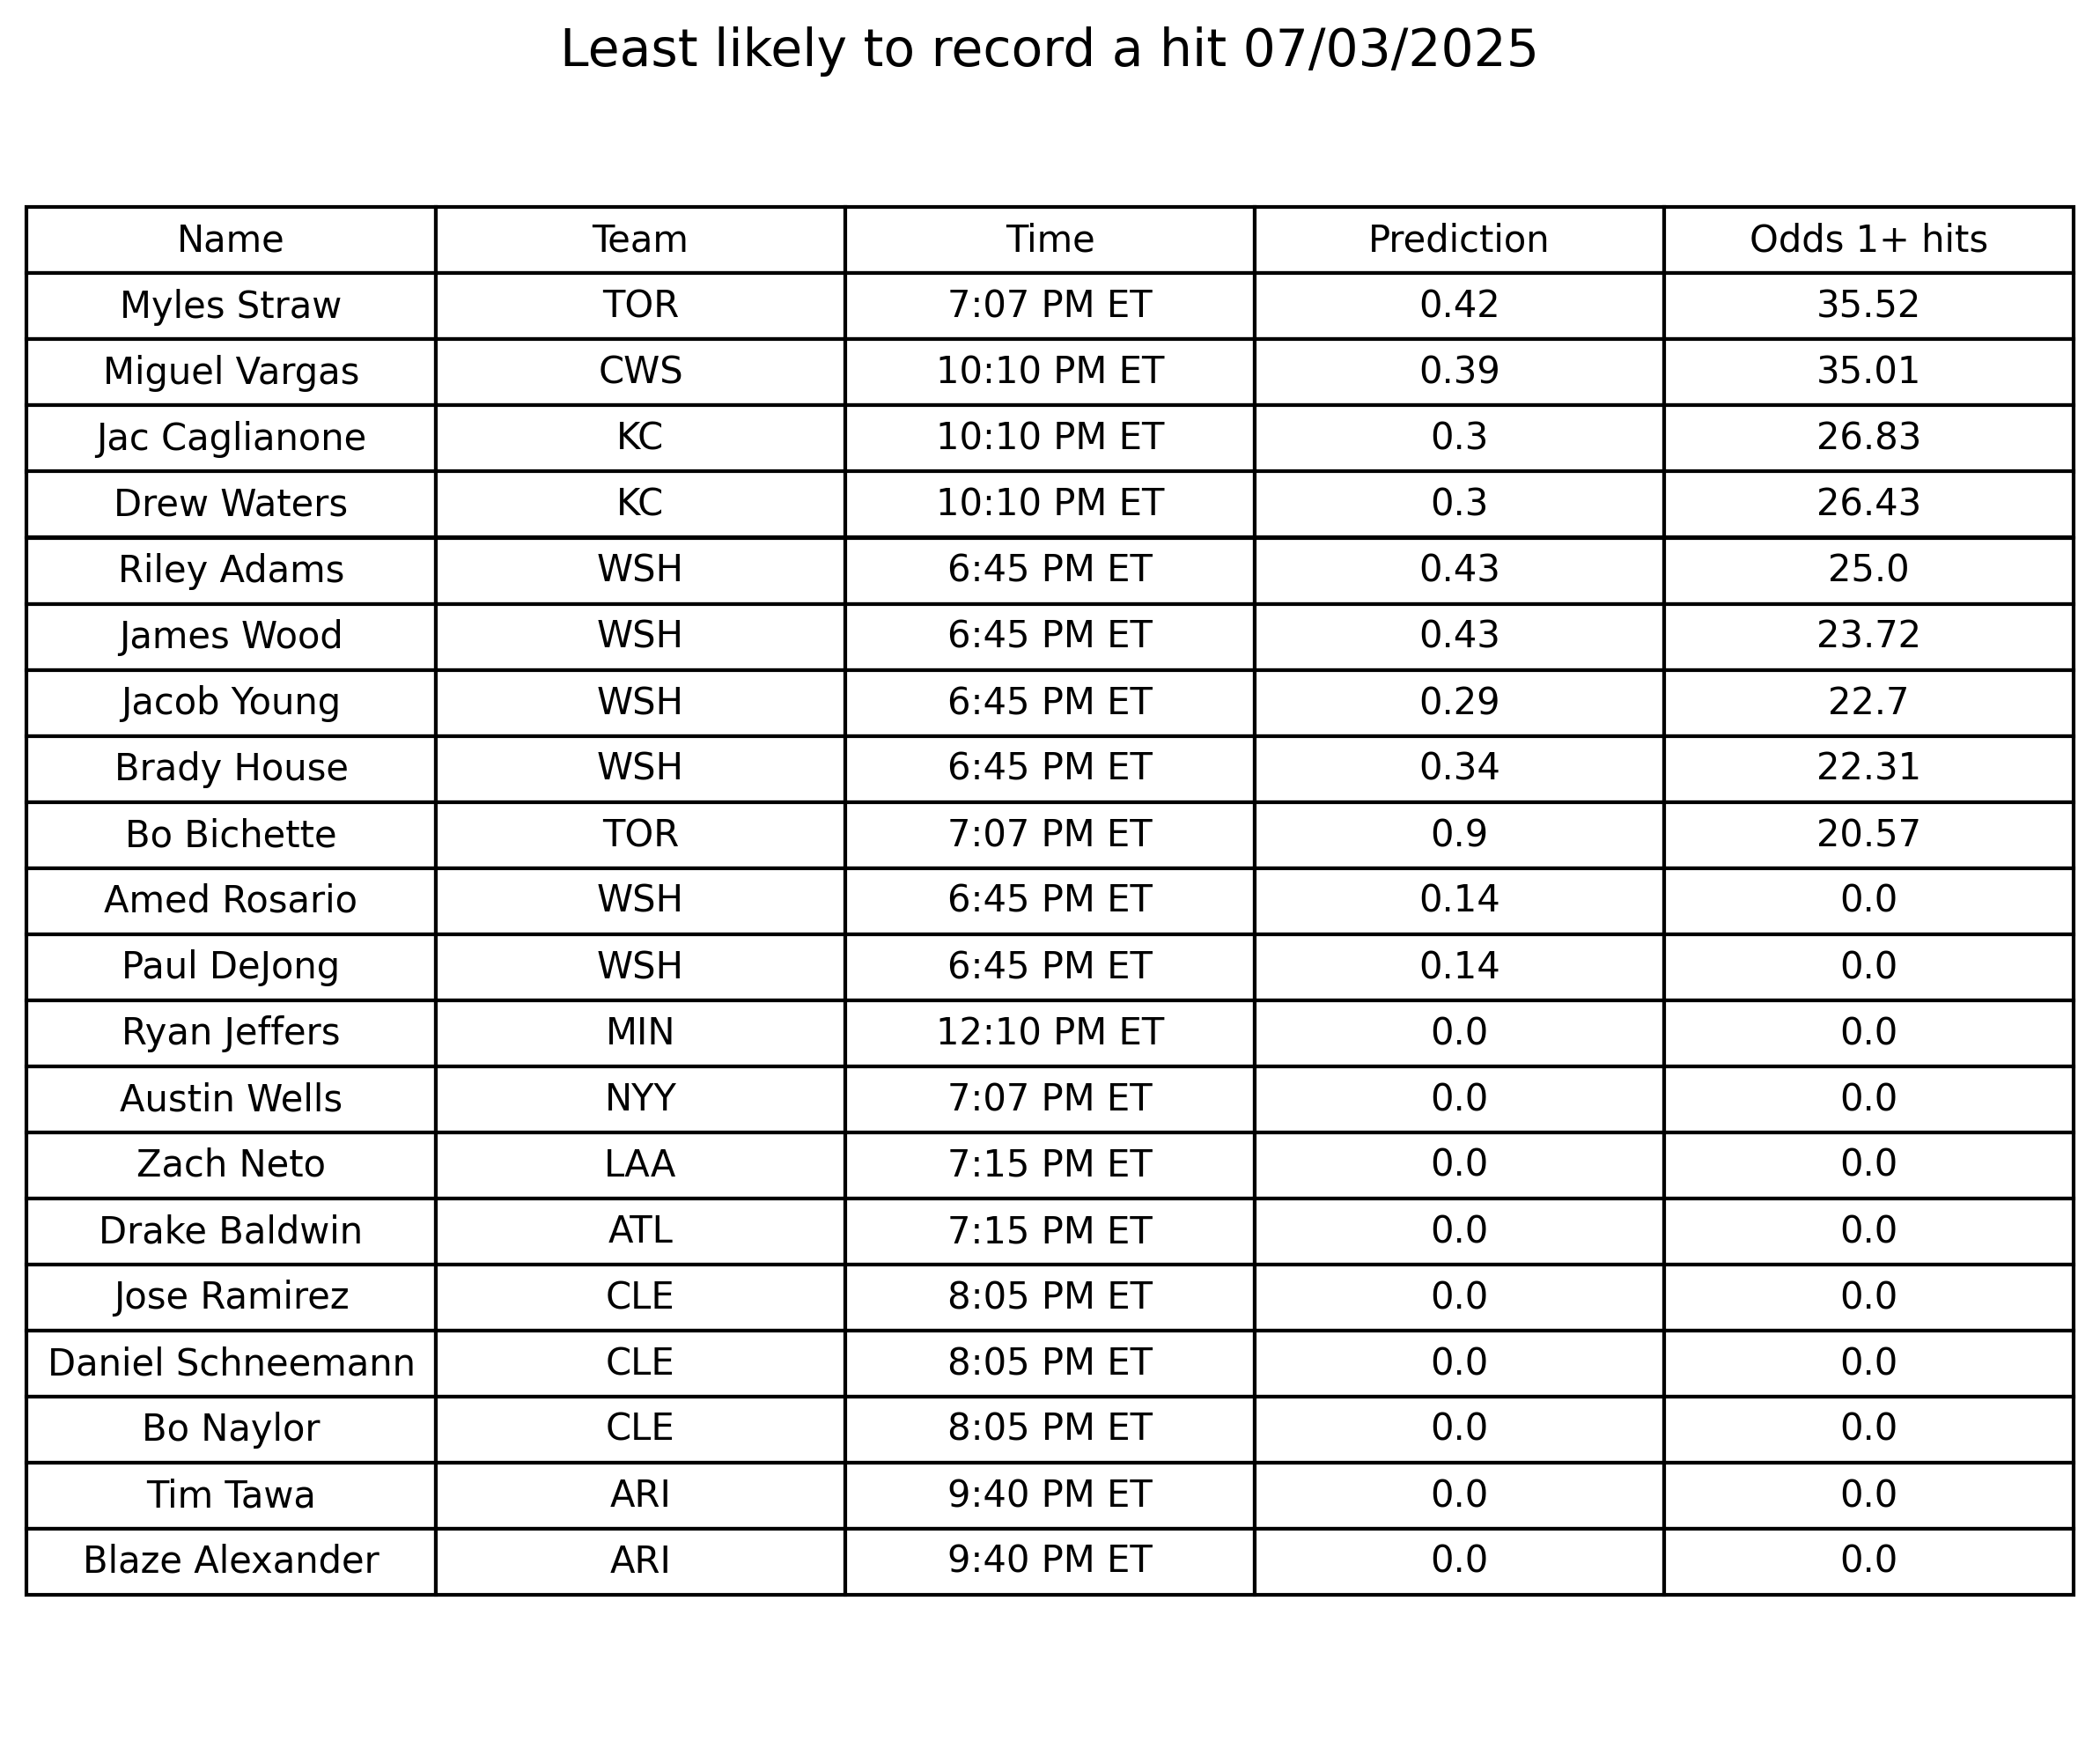 Least likely to record a hit 07/03/2025
Name Team Time Prediction Odds 1+ hits
Myles Straw TOR 7:07 PM ET 0.42 35.52
Miguel Vargas CWS 10:10 PM ET 0.39 35.01
Jac Caglianone KC 10:10 PM ET 0.3 26.83
Drew Waters KC 10:10 PM ET 0.3 26.43
Riley Adams WSH 6:45 PM ET 0.43 25.0
James Wood WSH 6:45 PM ET 0.43 23.72
Jacob Young WSH 6:45 PM ET 0.29 22.7
Brady House WSH 6:45 PM ET 0.34 22.31
Bo Bichette TOR 7:07 PM ET 0.9 20.57
Amed Rosario WSH 6:45 PM ET 0.14 0.0
Paul DeJong WSH 6:45 PM ET 0.14 0.0
Ryan Jeffers MIN 12:10 PM ET 0.0 0.0
Austin Wells NYY 7:07 PM ET 0.0 0.0
Zach Neto LAA 7:15 PM ET 0.0 0.0
Drake Baldwin ATL 7:15 PM ET 0.0 0.0
Jose Ramirez CLE 8:05 PM ET 0.0 0.0
Daniel Schneemann CLE 8:05 PM ET 0.0 0.0
Bo Naylor CLE 8:05 PM ET 0.0 0.0
Tim Tawa ARI 9:40 PM ET 0.0 0.0
Blaze Alexander ARI 9:40 PM ET 0.0 0.0